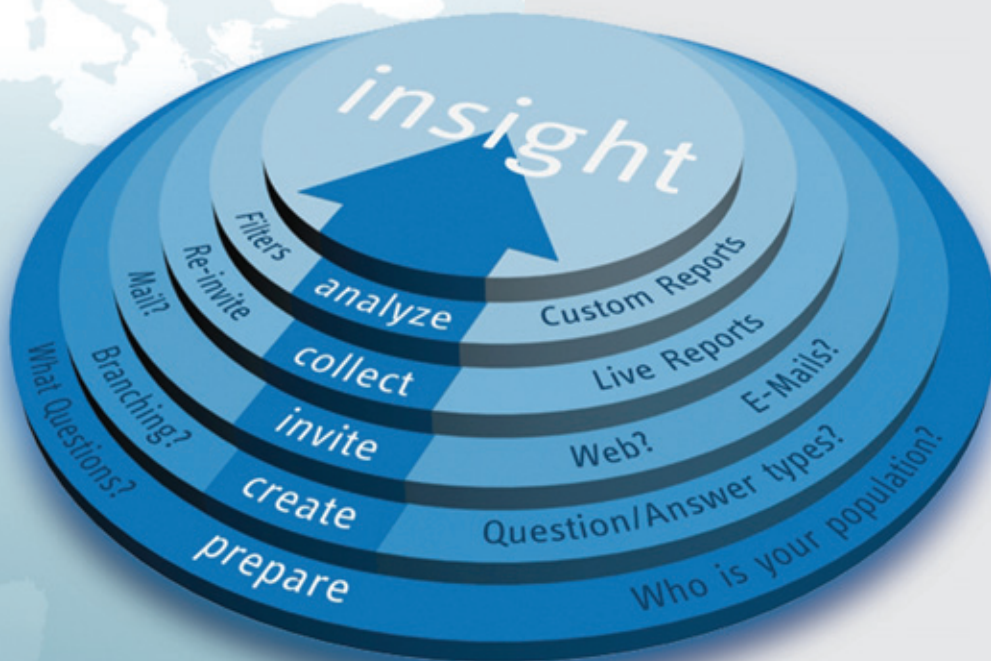 insight
Filters
analyze
Custom Reports
Re-invite
collect
Live Reports
Mail?
invite
Web?
E-Mails?
Branching?
create
Question/Answer types?
What Questions?
prepare
Who is your population?